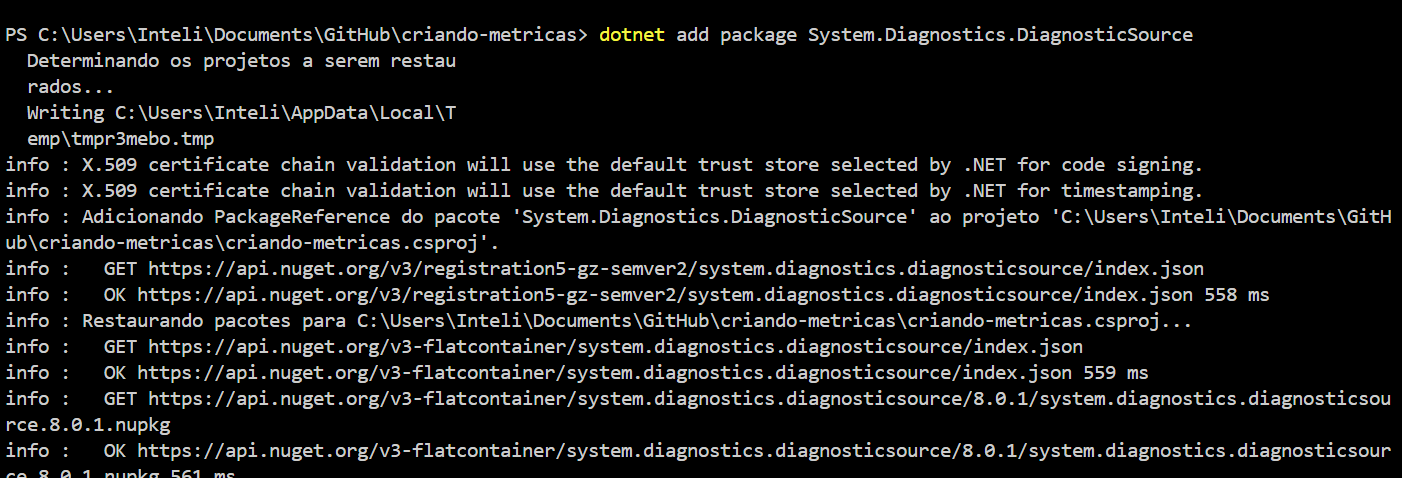 PS C:\Users\Inteli\Documents\GitHub\criando-metricas> dotnet add package System.Diagnostics.DiagnosticSource
Determinando os projetos a serem restau
rados...
Writing C:\Users\Inteli\AppData\Local\T
emp\tmpr3mebo.tmp
info : X.509 certificate chain validation will use the default trust store selected by .NET for code signing.
info : X.509 certificate chain validation will use the default trust store selected by .NET for timestamping.
info : Adicionando PackageReference do pacote 'System.Diagnostics.DiagnosticSource' ao projeto 'C:\Users\Inteli\Documents\GitH
ub\criando-metricas\criando-metricas.csproj'.
info :   GET https://api.nuget.org/v3/registration5-gz-semver2/system.diagnostics.diagnosticsource/index.json
info :   OK https://api.nuget.org/v3/registration5-gz-semver2/system.diagnostics.diagnosticsource/index.json 558 ms
info : Restaurando pacotes para C:\Users\Inteli\Documents\GitHub\criando-metricas\criando-metricas.csproj...
info :   GET https://api.nuget.org/v3-flatcontainer/system.diagnostics.diagnosticsource/index.json
info :   OK https://api.nuget.org/v3-flatcontainer/system.diagnostics.diagnosticsource/index.json 559 ms
info :   GET https://api.nuget.org/v3-flatcontainer/system.diagnostics.diagnosticsource/8.0.1/system.diagnostics.diagnosticsou
rce.8.0.1.nupkg
info :   OK https://api.nuget.org/v3-flatcontainer/system.diagnostics.diagnosticsource/8.0.1/system.diagnostics.diagnosticsour
ce.8.0.1.nupkg 561 ms